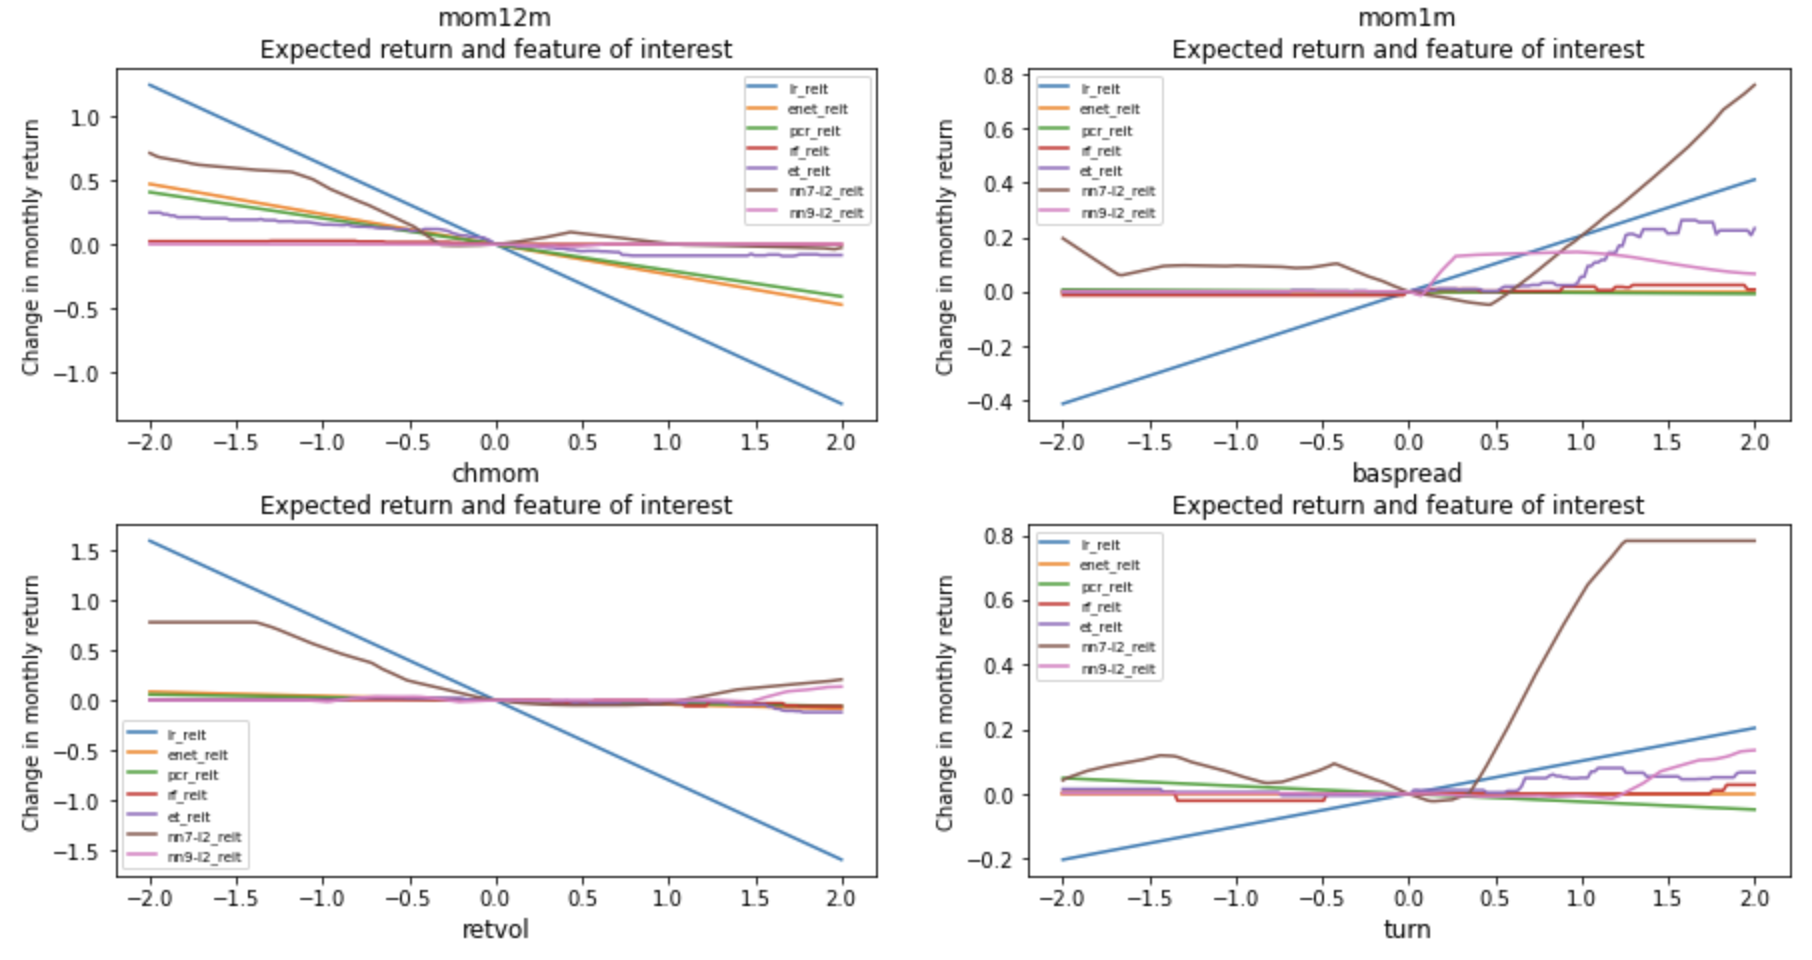 mom12m
Expected return and feature of interest
Change in monthly return
1.0
0.5
0.0
−0.5
−1.0
lr_reit
enet_reit
pcr_reit
rf_reit
et_reit
nn7-l2_reit
nn9-l2_reit
−2.0 −1.5 −1.0 −0.5 0.0 0.5 1.0 1.5 2.0
chmom
mom1m
Expected return and feature of interest
Change in monthly return
0.8
0.6
0.4
0.2
0.0
−0.2
−0.4
lr_reit
enet_reit
pcr_reit
rf_reit
et_reit
nn7-l2_reit
nn9-l2_reit
−2.0 −1.5 −1.0 −0.5 0.0 0.5 1.0 1.5 2.0
baspread
Expected return and feature of interest
Change in monthly return
1.5
1.0
0.5
0.0
−0.5
−1.0
−1.5
lr_reit
enet_reit
pcr_reit
rf_reit
et_reit
nn7-l2_reit
nn9-l2_reit
−2.0 −1.5 −1.0 −0.5 0.0 0.5 1.0 1.5 2.0
retvol
Expected return and feature of interest
Change in monthly return
0.8
0.6
0.4
0.2
0.0
−0.2
lr_reit
enet_reit
pcr_reit
rf_reit
et_reit
nn7-l2_reit
nn9-l2_reit
−2.0 −1.5 −1.0 −0.5 0.0 0.5 1.0 1.5 2.0
turn